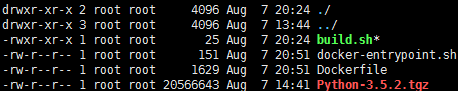 drwxr-xr-x 2 root root 4096 Aug 7 20:24 ./
drwxr-xr-x 3 root root 4096 Aug 7 13:44 ../
-rwxr-xr-x 1 root root 25 Aug 7 20:24 build.sh*
-rw-r--r-- 1 root root 151 Aug 7 20:51 docker-entrypoint.sh
-rw-r--r-- 1 root root 1629 Aug 7 20:51 Dockerfile
-rw-r--r-- 1 root root 20566643 Aug 7 14:41 Python-3.5.2.tgz